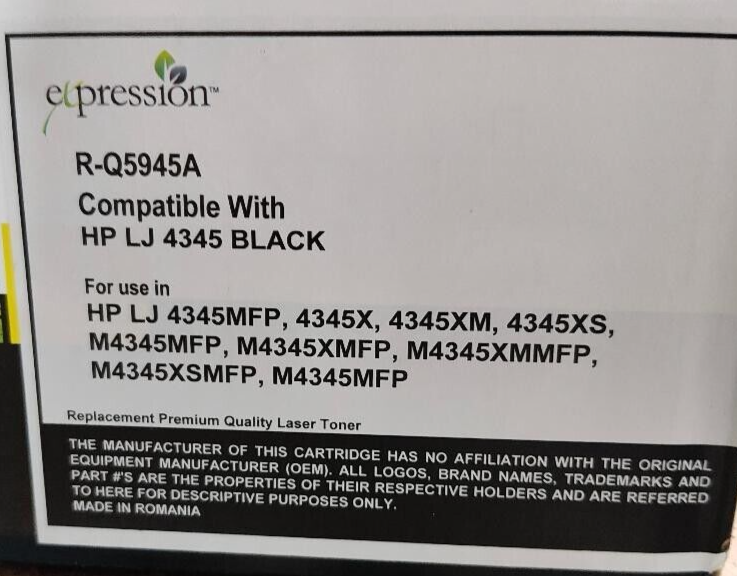 expression™
R-Q5945A
Compatible With
HP LJ 4345 BLACK
For use in
HP LJ 4345MFP, 4345X, 4345XM, 4345XS,
M4345MFP, M4345XMFP, M4345XMMFP,
M4345XSMFP, M4345MFP
Replacement Premium Quality Laser Toner
THE MANUFACTURER OF THIS CARTRIDGE HAS NO AFFILIATION WITH THE ORIGINAL
EQUIPMENT MANUFACTURER (OEM). ALL LOGOS, BRAND NAMES, TRADEMARKS AND
PART #'S ARE THE PROPERTIES OF THEIR RESPECTIVE HOLDERS AND ARE REFERRED
TO HERE FOR DESCRIPTIVE PURPOSES ONLY.
MADE IN ROMANIA